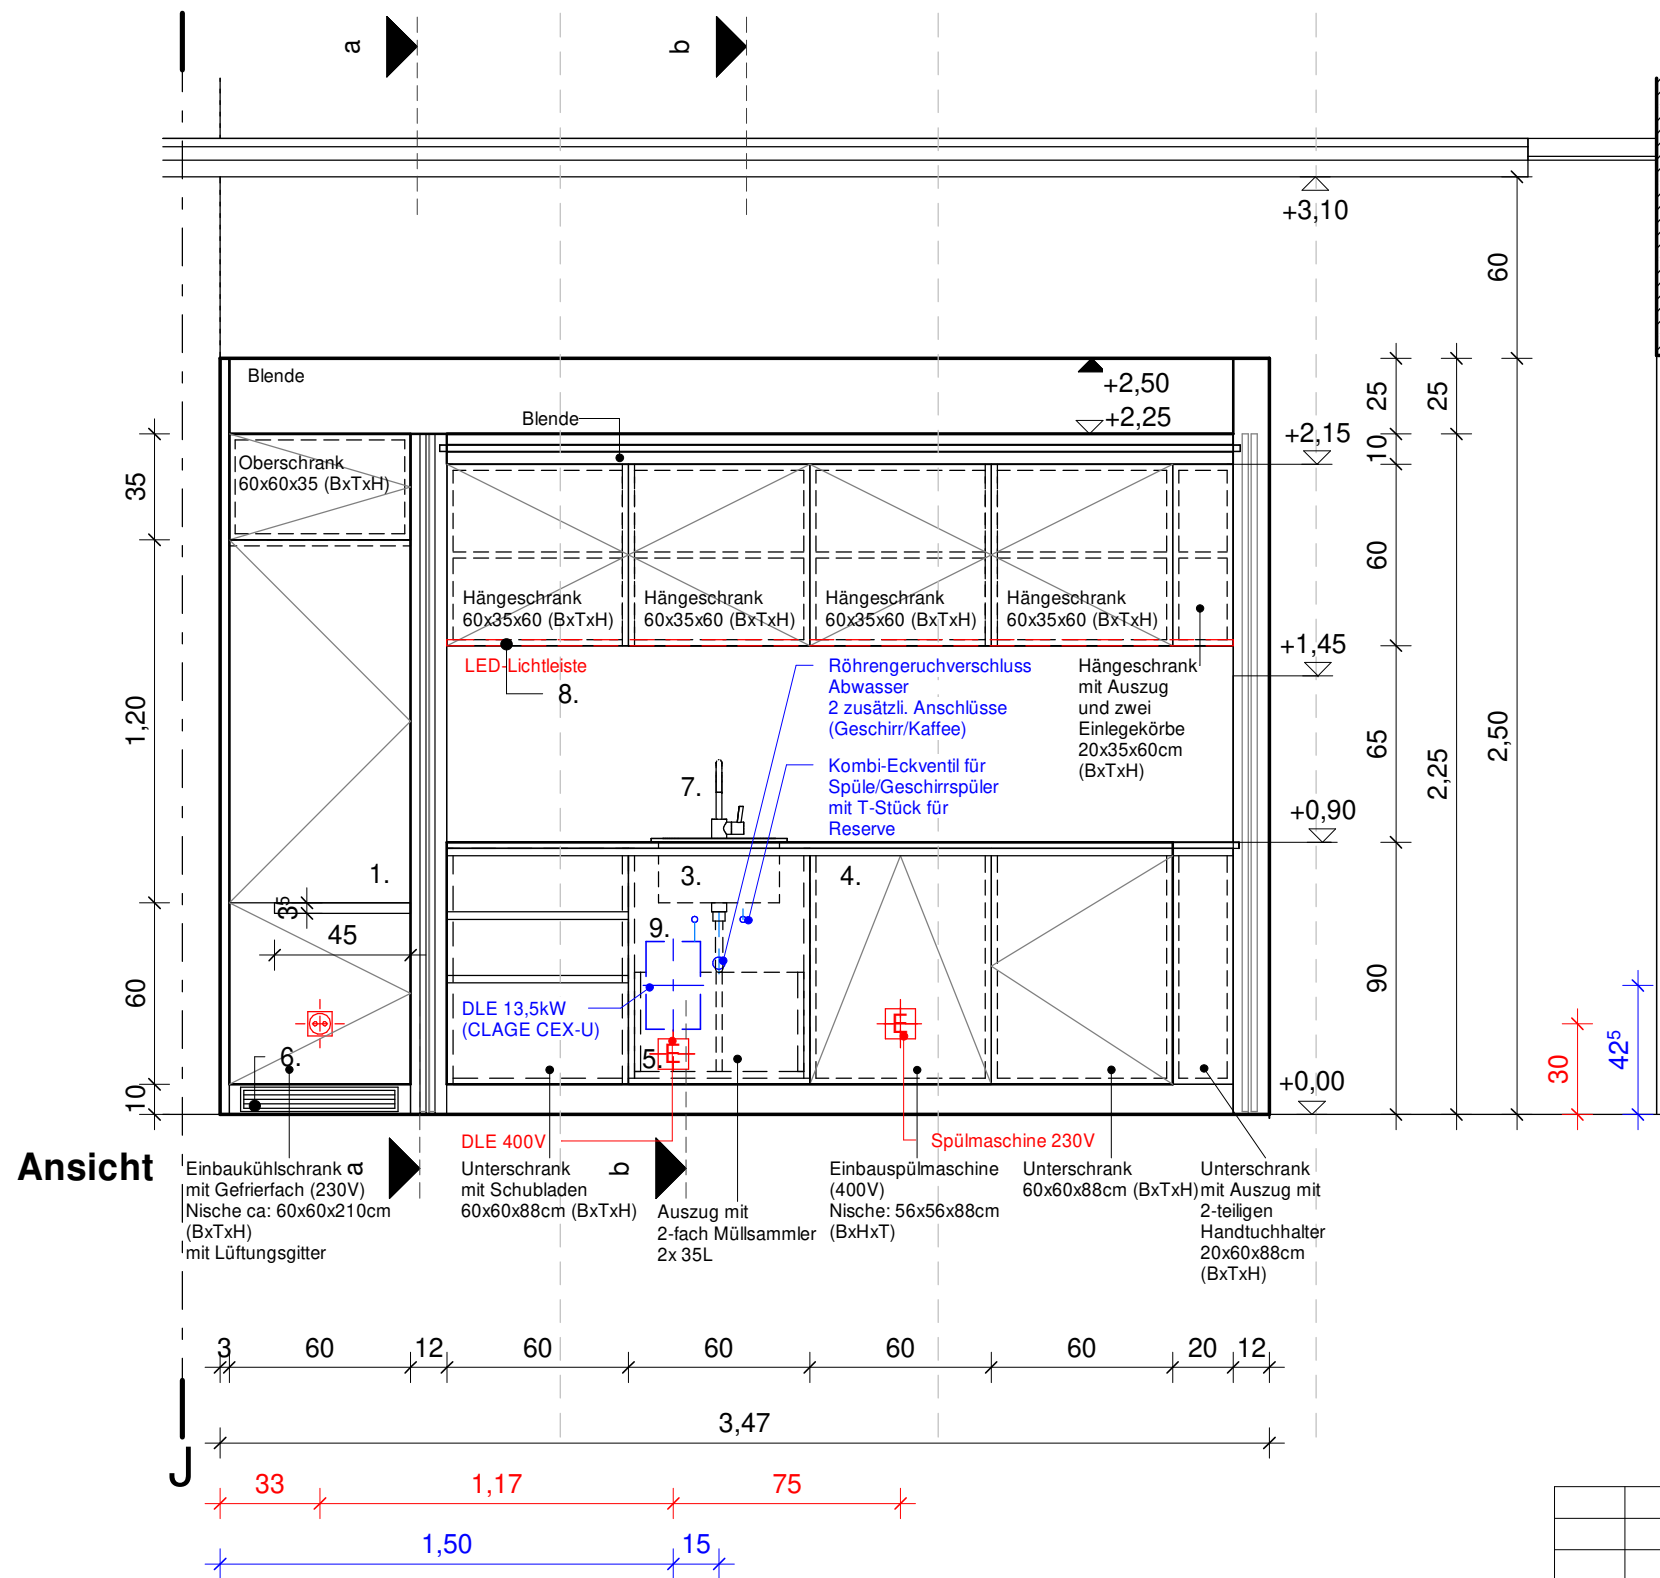 a
b
+3,10
60
Blende
+2,50
+2,25
Blende
25
25
+2,15
10
Oberschrank
60x60x35 (BxTxH)
35
60
Hängeschrank
60x35x60 (BxTxH)
Hängeschrank
60x35x60 (BxTxH)
Hängeschrank
60x35x60 (BxTxH)
Hängeschrank
60x35x60 (BxTxH)
+1,45
LED-Lichtleiste
8.
Röhrengeruchverschluss
Abwasser
2 zusätzli. Anschlüsse
(Geschirr/Kaffee)
Hängeschrank
mit Auszug
und zwei
Einlegekörbe
20x35x60cm
(BxTxH)
1,20
65
2,25
2,50
Kombi-Eckventil für
Spüle/Geschirrspüler
mit T-Stück für
Reserve
7.
+0,90
1.
3.
4.
3⁵
45
9.
60
90
DLE 13,5kW
(CLAGE CEX-U)
E
5.
E
6.
10
+0,00
30
42⁵
DLE 400V
Spülmaschine 230V
Ansicht
Einbaukühlschrank
mit Gefrierfach (230V)
Nische ca: 60x60x210cm
(BxTxH)
mit Lüftungsgitter
a
Unterschrank
mit Schubladen
60x60x88cm (BxTxH)
b
Auszug mit
2-fach Müllsammler
2x 35L
Einbauspülmaschine
(400V)
Nische: 56x56x88cm
(BxHxT)
Unterschrank
60x60x88cm (BxTxH)
Unterschrank
mit Auszug mit
2-teiligen
Handtuchhalter
20x60x88cm
(BxTxH)
3 60 12 60 60 60 60 20 12
3,47
J
33 1,17 75
1,50 15